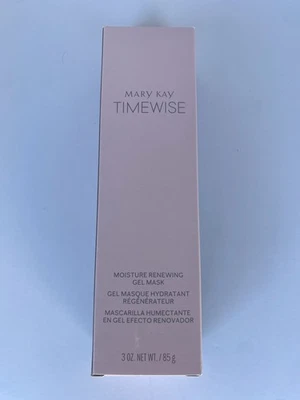 MARY KAY
TIMEWISE
MOISTURE RENEWING
GEL MASK
GEL MASQUE HYDRATANT
RÉGÉNÉRATEUR
MASCARILLA HUMECTANTE
EN GEL EFECTO RENOVADOR
3 OZ. NET WT. / 85 g